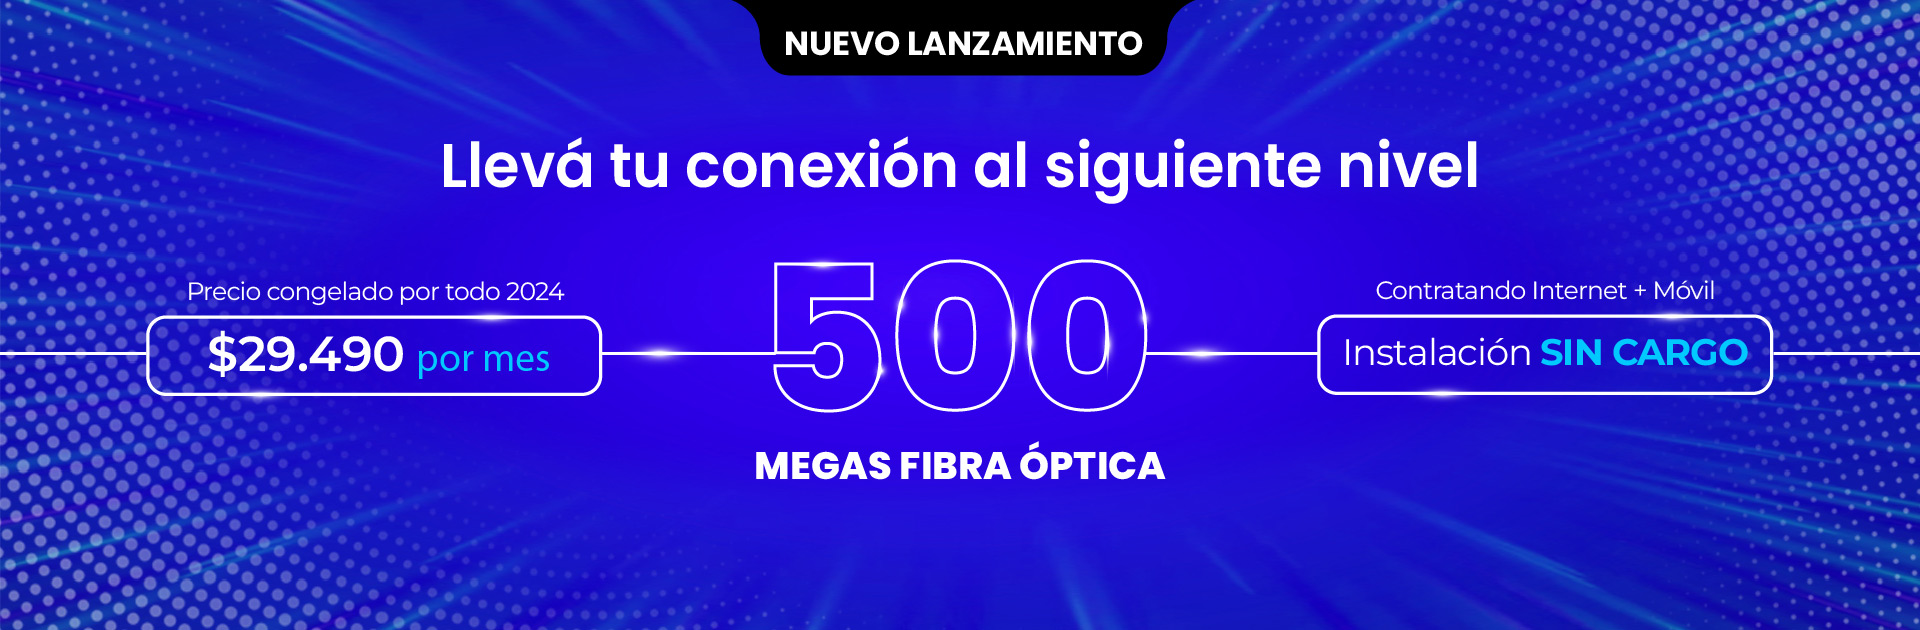 NUEVO LANZAMIENTO
Llevá tu conexión al siguiente nivel
Precio congelado por todo 2024
$29.490 por mes
500
MEGAS FIBRA ÓPTICA
Contratando Internet + Móvil
Instalación SIN CARGO